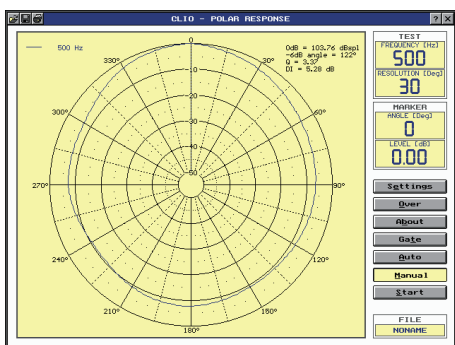 CLIO - POLAR RESPONSE
? X
500 Hz
0dB = 103.76 dBspl
-6dB angle = 122°
Q = 3.37
DI = 5.28 dB
0
30°
60°
90°
120°
150°
180°
210°
240°
270°
300°
330°
-10
-20
-30
-40
-50
TEST
FREQUENCY [Hz]
500
RESOLUTION [Deg]
30
MARKER
ANGLE [Deg]
0
LEVEL [dB]
0.00
Settings
Over
About
Gate
Auto
Manual
Start
FILE
NONAME